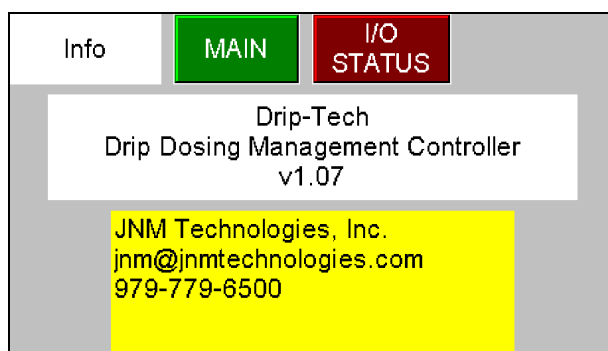 Info
MAIN
I/O
STATUS
Drip-Tech
Drip Dosing Management Controller
v1.07
JNM Technologies, Inc.
jnm@jnmtechnologies.com
979-779-6500